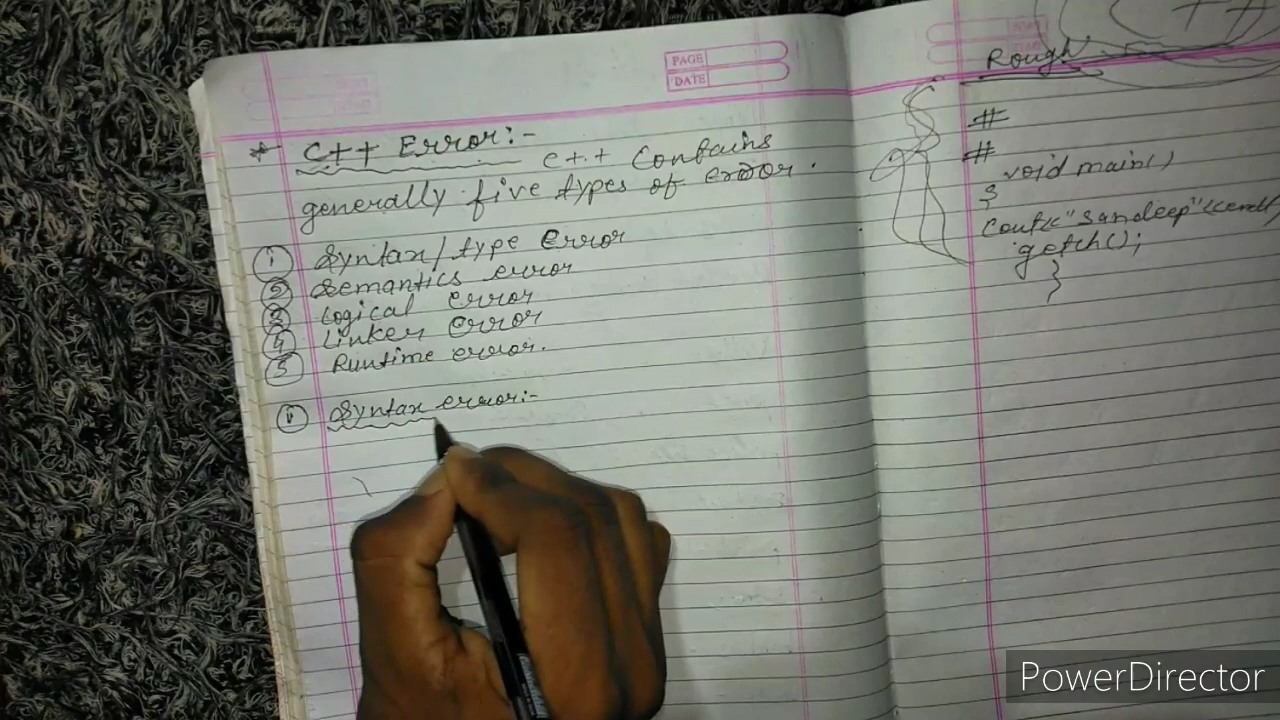 PAGE
DATE
* C++ Error:-
C++ Contains
generally five types of error.
① Syntax/type Error
② Semantics error
③ Logical error
④ Linker Error
⑤ Runtime error.
① Syntax error:-
C++
Rough
#
#
void main()
{
cout<<"Sandeep"<<endl;
getch();
}
PowerDirector